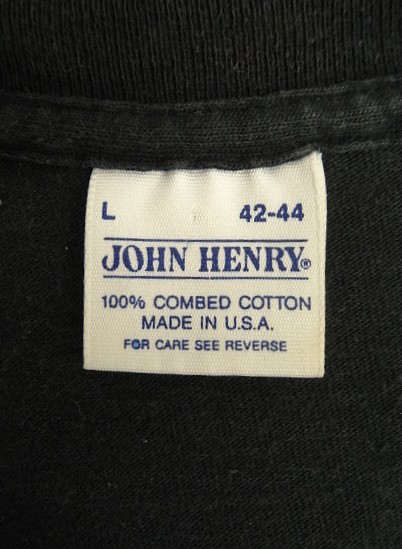 L 42-44
JOHN HENRY®
100% COMBED COTTON
MADE IN U.S.A.
FOR CARE SEE REVERSE